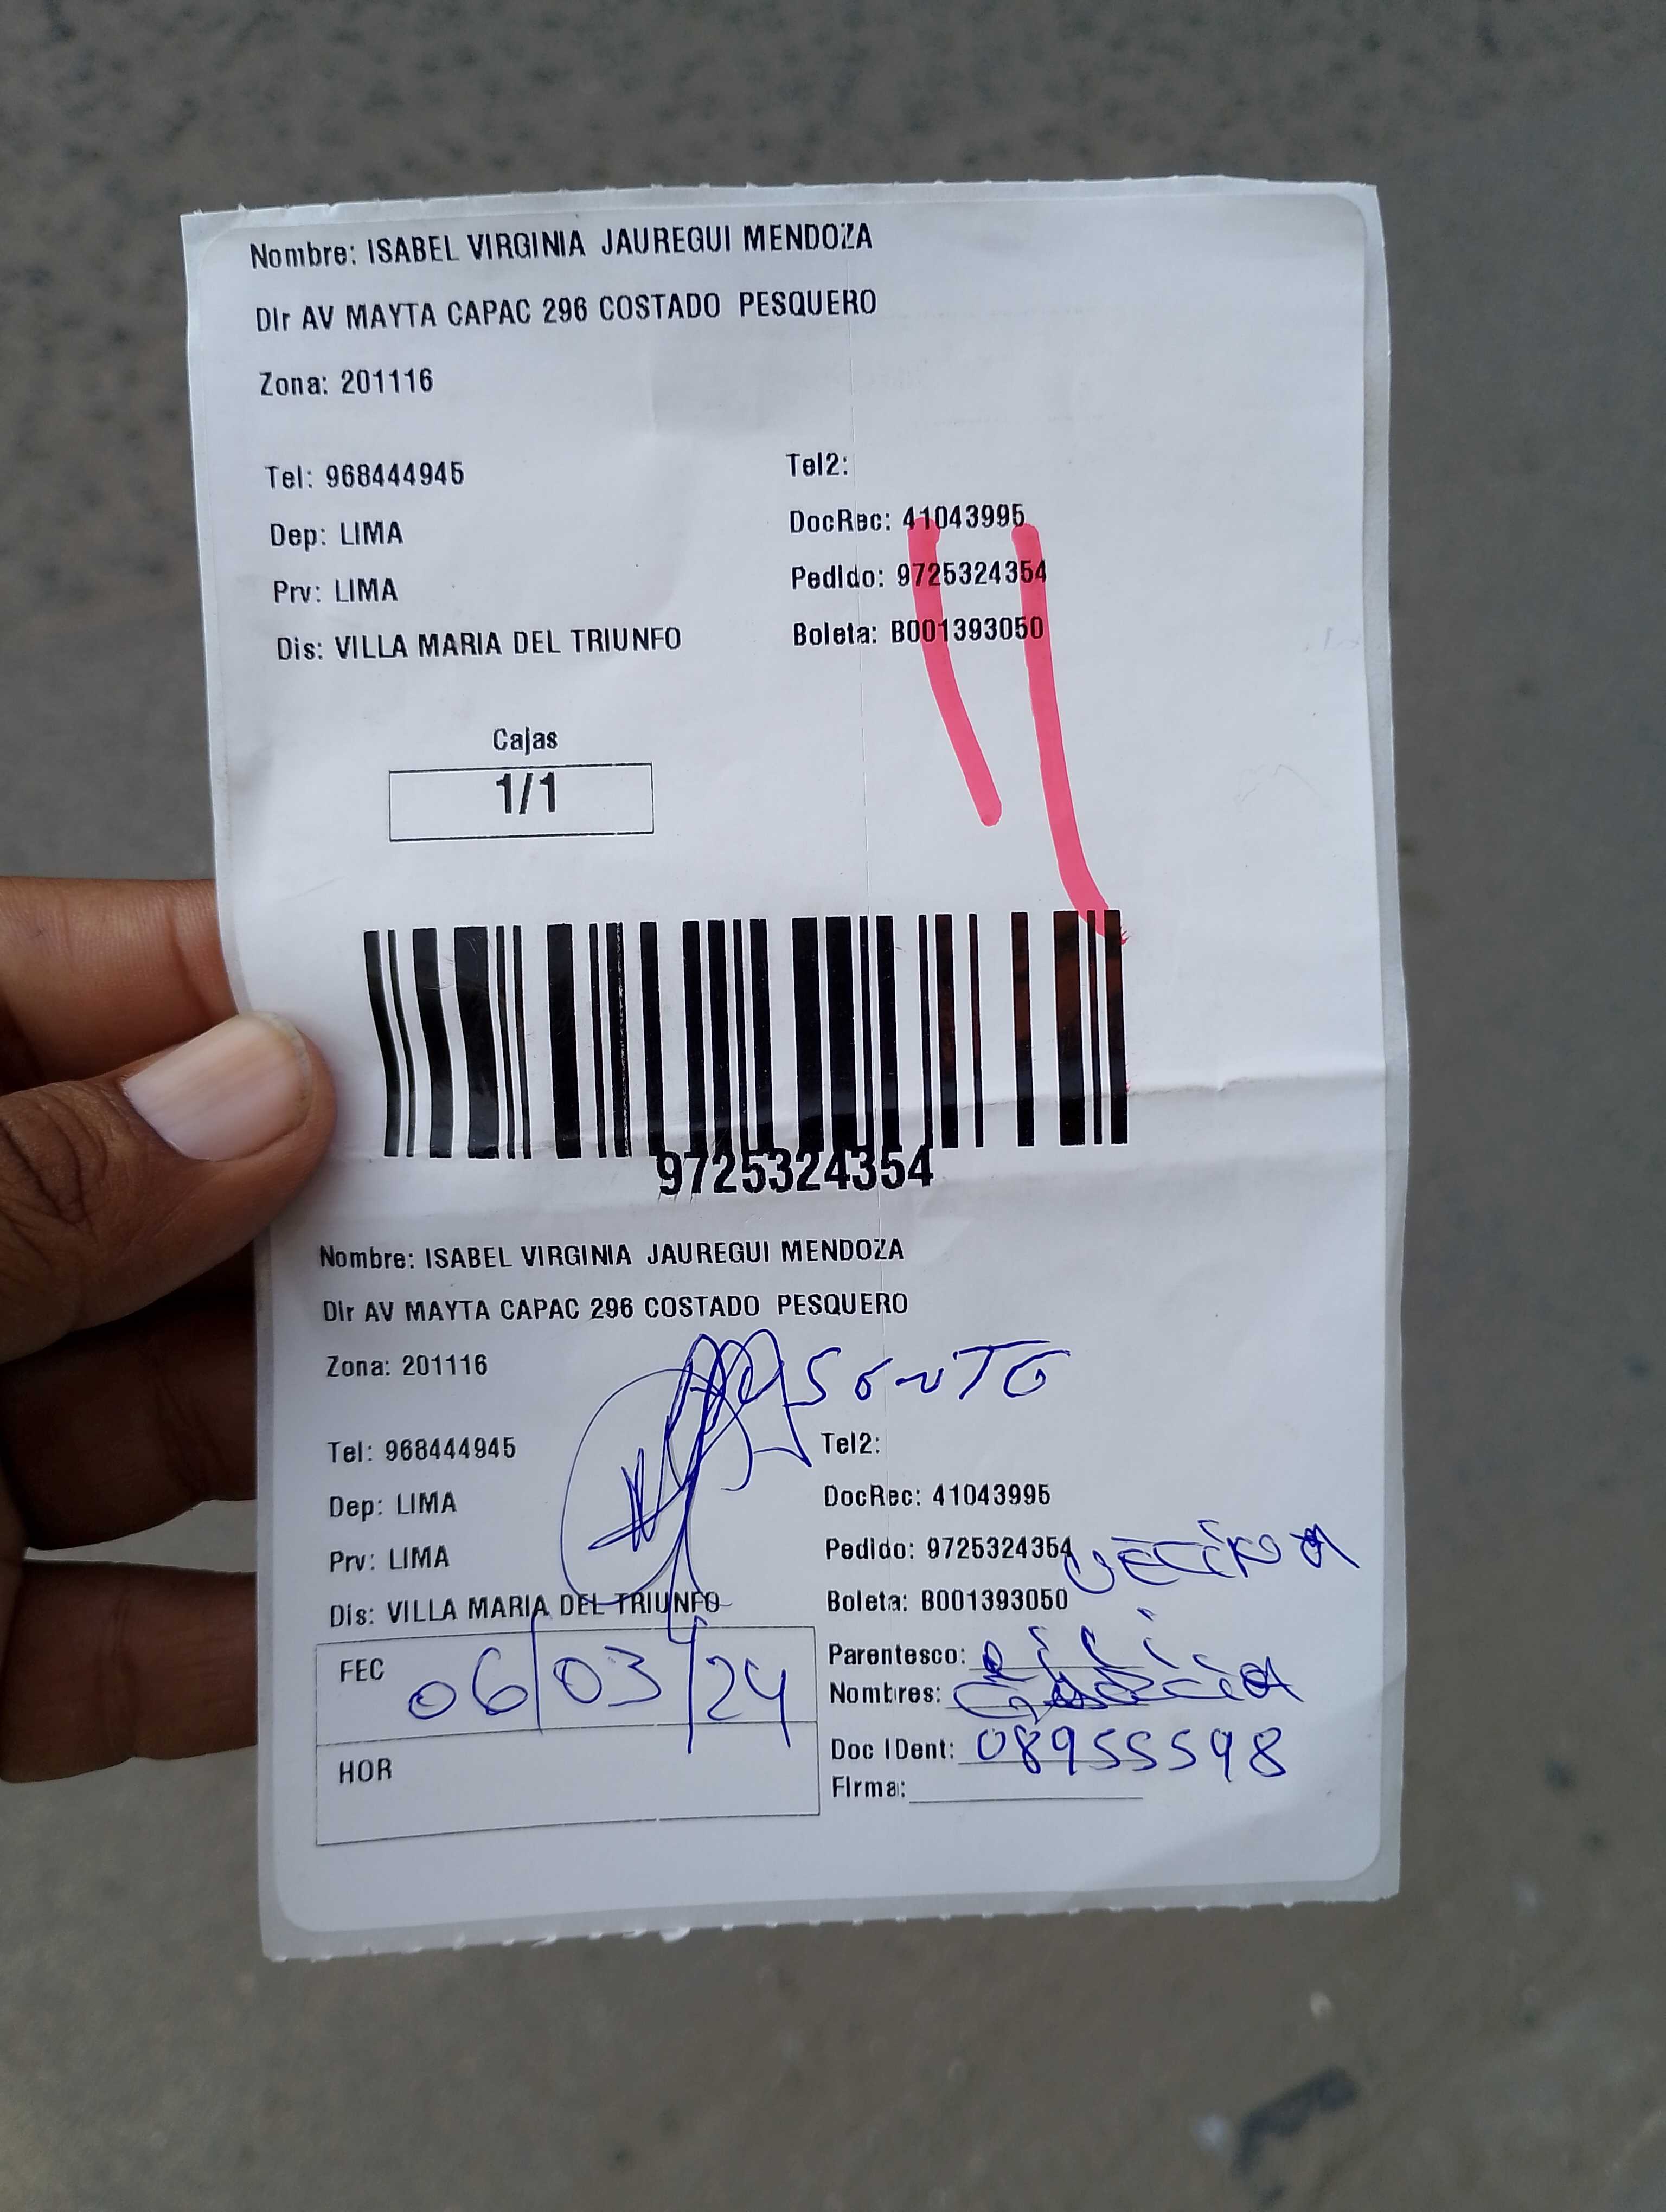 Nombre: ISABEL VIRGINIA JAUREGUI MENDOZA
Dir AV MAYTA CAPAC 296 COSTADO PESQUERO
Zona: 201116
Tel: 968444945
Tel2:
DocRec: 41043995
Dep: LIMA
Pedido: 9725324354
Prv: LIMA
Boleta: B001393050
Dis: VILLA MARIA DEL TRIUNFO
Cajas
1/1
9725324354
Nombre: ISABEL VIRGINIA JAUREGUI MENDOZA
Dir AV MAYTA CAPAC 296 COSTADO PESQUERO
Zona: 201116
Tel: 968444945
Tel2:
DocRec: 41043995
Dep: LIMA
Pedido: 9725324354 VECINA
Prv: LIMA
Boleta: B001393050
Dis: VILLA MARIA DEL TRIUNFO
Parentesco:
FEC 06/03/24
Nombres: GARCIA
Doc IDent: 08955598
HOR
Firma: